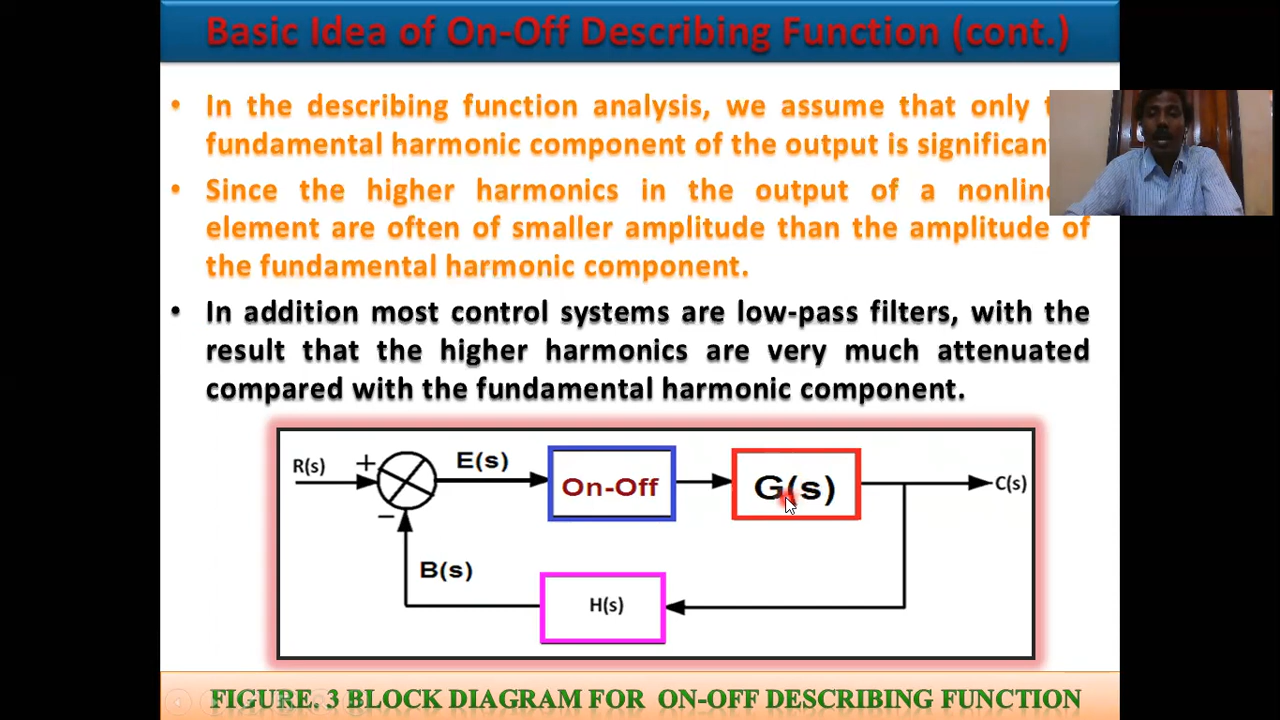 Basic Idea of On-Off Describing Function (cont.)
• In the describing function analysis, we assume that only
fundamental harmonic component of the output is significan
• Since the higher harmonics in the output of a nonline
element are often of smaller amplitude than the amplitude of
the fundamental harmonic component.
• In addition most control systems are low-pass filters, with the
result that the higher harmonics are very much attenuated
compared with the fundamental harmonic component.
R(s) + E(s) On-Off G(s) C(s)
−
B(s) H(s)
FIGURE. 3 BLOCK DIAGRAM FOR ON-OFF DESCRIBING FUNCTION